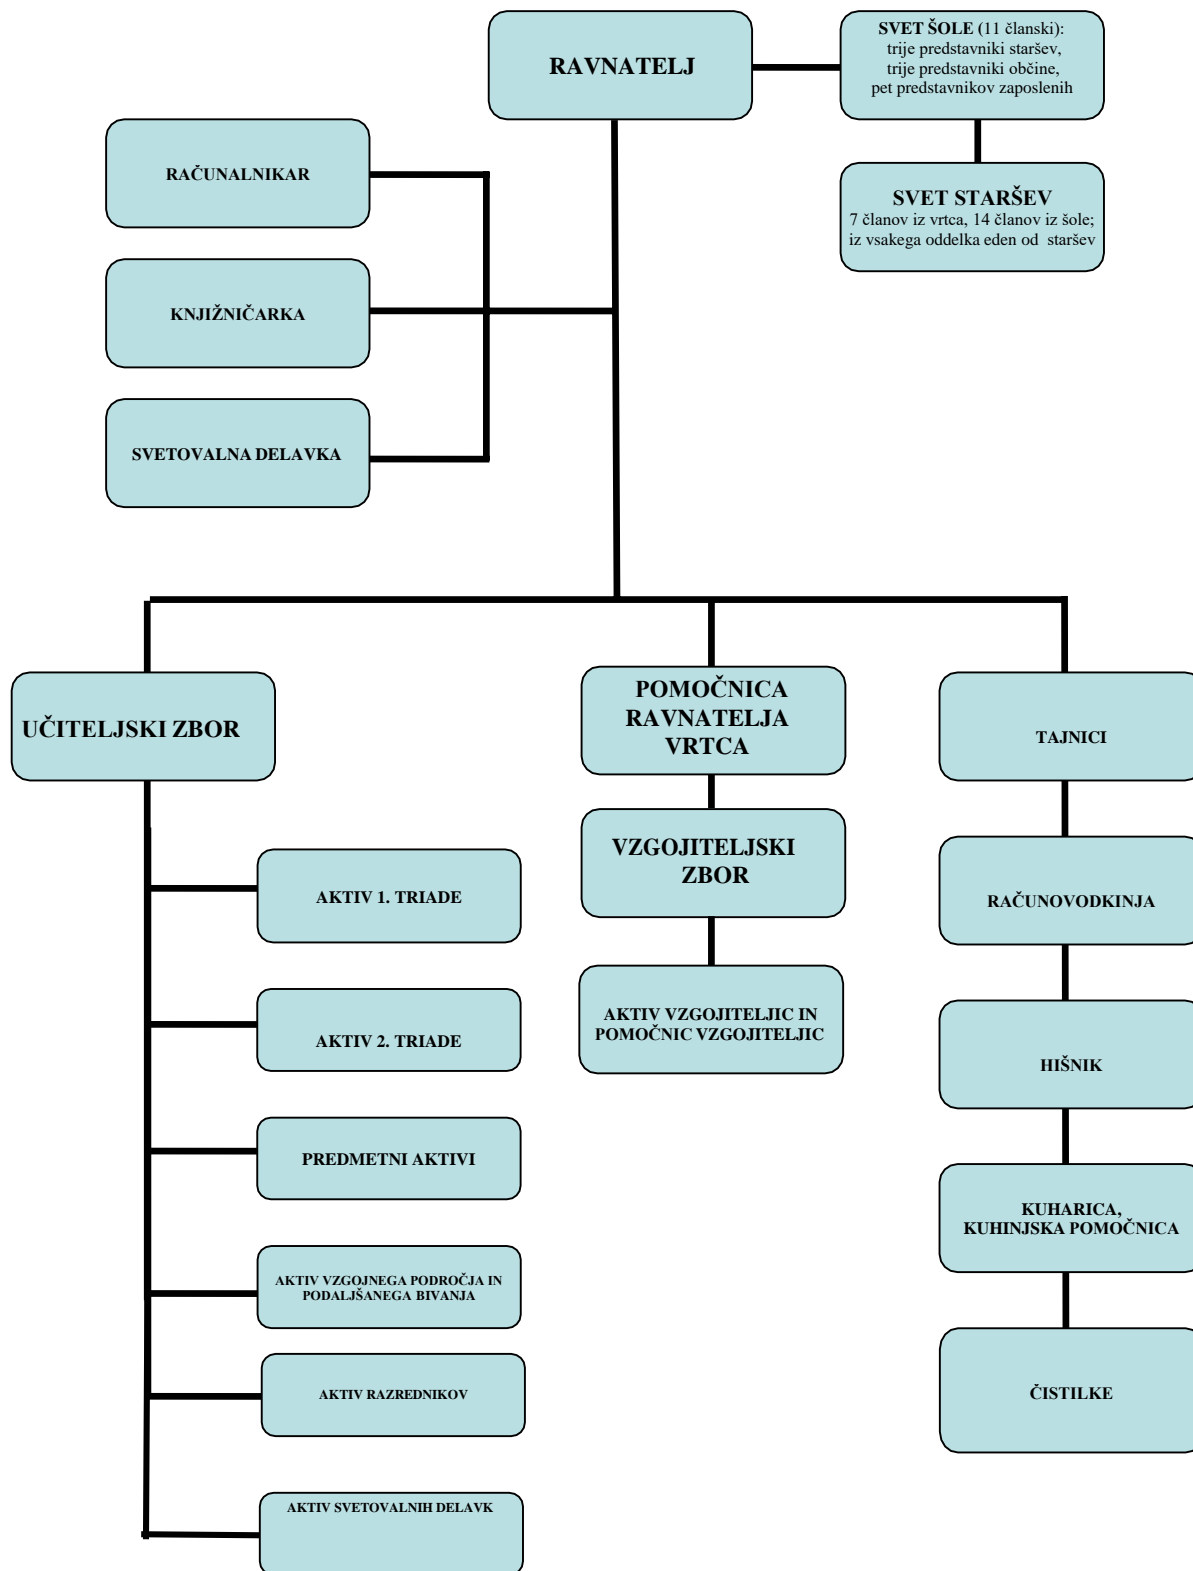 RAVNATELJ
SVET ŠOLE (11 članski):
trije predstavniki staršev,
trije predstavniki občine,
pet predstavnikov zaposlenih
RAČUNALNIKAR
SVET STARŠEV
7 članov iz vrtca, 14 članov iz šole;
iz vsakega oddelka eden od staršev
KNJIŽNIČARKA
SVETOVALNA DELAVKA
UČITELJSKI ZBOR
POMOČNICA
RAVNATELJA
VRTCA
TAJNICI
VZGOJITELJSKI
ZBOR
AKTIV 1. TRIADE
RAČUNOVODKINJA
AKTIV VZGOJITELJIC IN
POMOČNIC VZGOJITELJIC
AKTIV 2. TRIADE
HIŠNIK
PREDMETNI AKTIVI
KUHARICA,
KUHINJSKA POMOČNICA
AKTIV VZGOJNEGA PODROČJA IN
PODALJŠANEGA BIVANJA
AKTIV RAZREDNIKOV
ČISTILKE
AKTIV SVETOVALNIH DELAVK